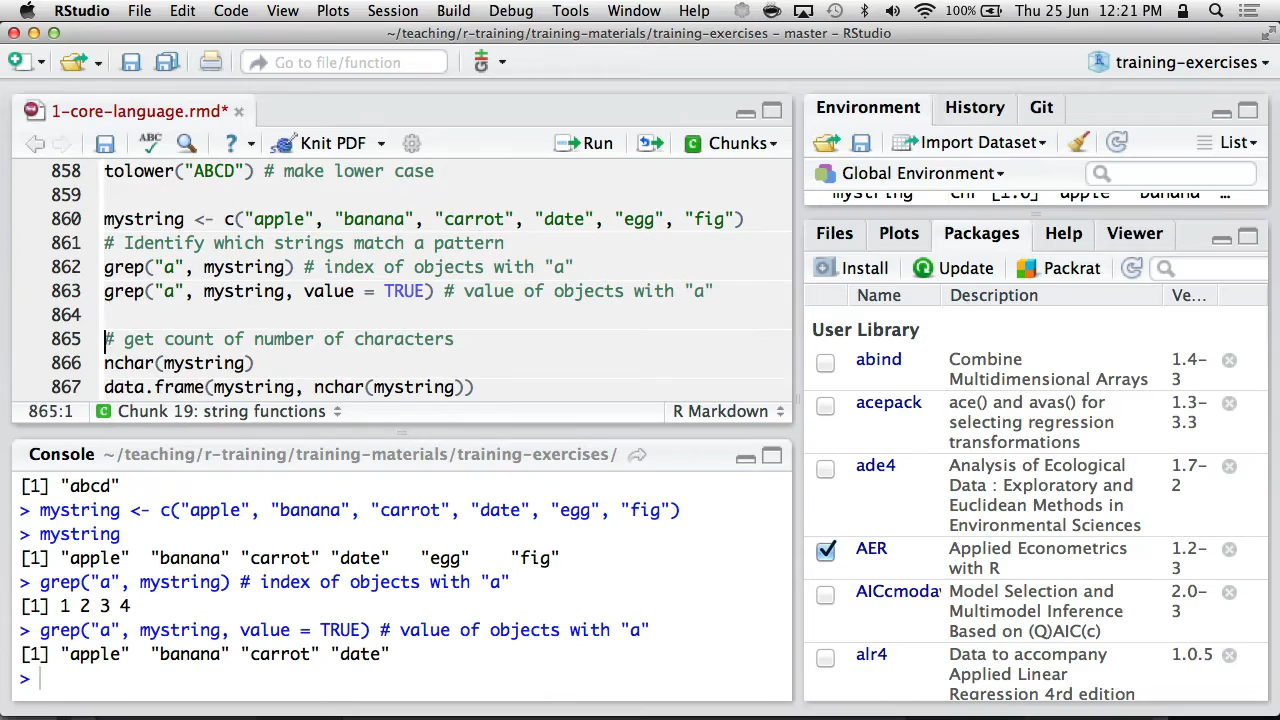 RStudio File Edit Code View Plots Session Build Debug Tools Window Help 100% Thu 25 Jun 12:21 PM
~/teaching/r-training/training-materials/training-exercises - master - RStudio
Go to file/function training-exercises
1-core-language.rmd*
ABC ? Knit PDF Run Chunks
858 tolower("ABCD") # make lower case
859
860 mystring <- c("apple", "banana", "carrot", "date", "egg", "fig")
861 # Identify which strings match a pattern
862 grep("a", mystring) # index of objects with "a"
863 grep("a", mystring, value = TRUE) # value of objects with "a"
864
865 # get count of number of characters
866 nchar(mystring)
867 data.frame(mystring, nchar(mystring))
865:1 C Chunk 19: string functions R Markdown
Console ~/teaching/r-training/training-materials/training-exercises/
[1] "abcd"
> mystring <- c("apple", "banana", "carrot", "date", "egg", "fig")
> mystring
[1] "apple" "banana" "carrot" "date" "egg" "fig"
> grep("a", mystring) # index of objects with "a"
[1] 1 2 3 4
> grep("a", mystring, value = TRUE) # value of objects with "a"
[1] "apple" "banana" "carrot" "date"
>
Environment History Git
Import Dataset List
Global Environment
mystring chr [1:6] "apple" "banana" ...
Files Plots Packages Help Viewer
Install Update Packrat
Name Description Ve...
User Library
abind Combine 1.4-
Multidimensional Arrays 3
acepack ace() and avas() for 1.3-
selecting regression 3.3
transformations
ade4 Analysis of Ecological 1.7-
Data : Exploratory and 2
Euclidean Methods in
Environmental Sciences
AER Applied Econometrics 1.2-
with R 3
AICcmodav Model Selection and 2.0-
Multimodel Inference 3
Based on (Q)AIC(c)
alr4 Data to accompany 1.0.5
Applied Linear
Regression 4rd edition